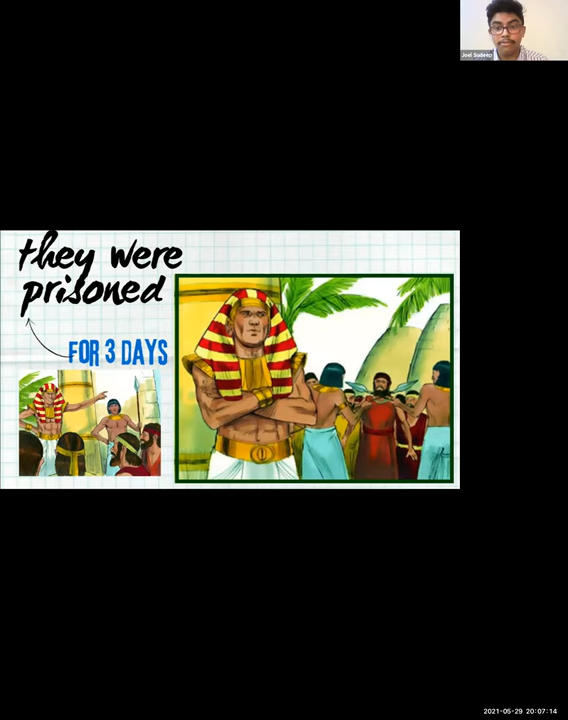 Joel Sudeep
they were
prisoned
FOR 3 DAYS
2021-05-29 20:07:14